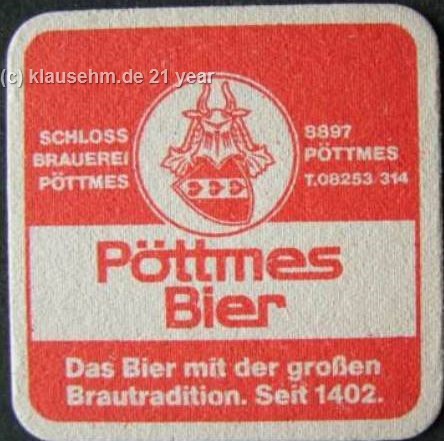 (c) klausehm.de 21 year
SCHLOSS
BRAUEREI
PÖTTMES
8897
PÖTTMES
T.08253/314
Pöttmes
Bier
Das Bier mit der großen
Brautradition. Seit 1402.